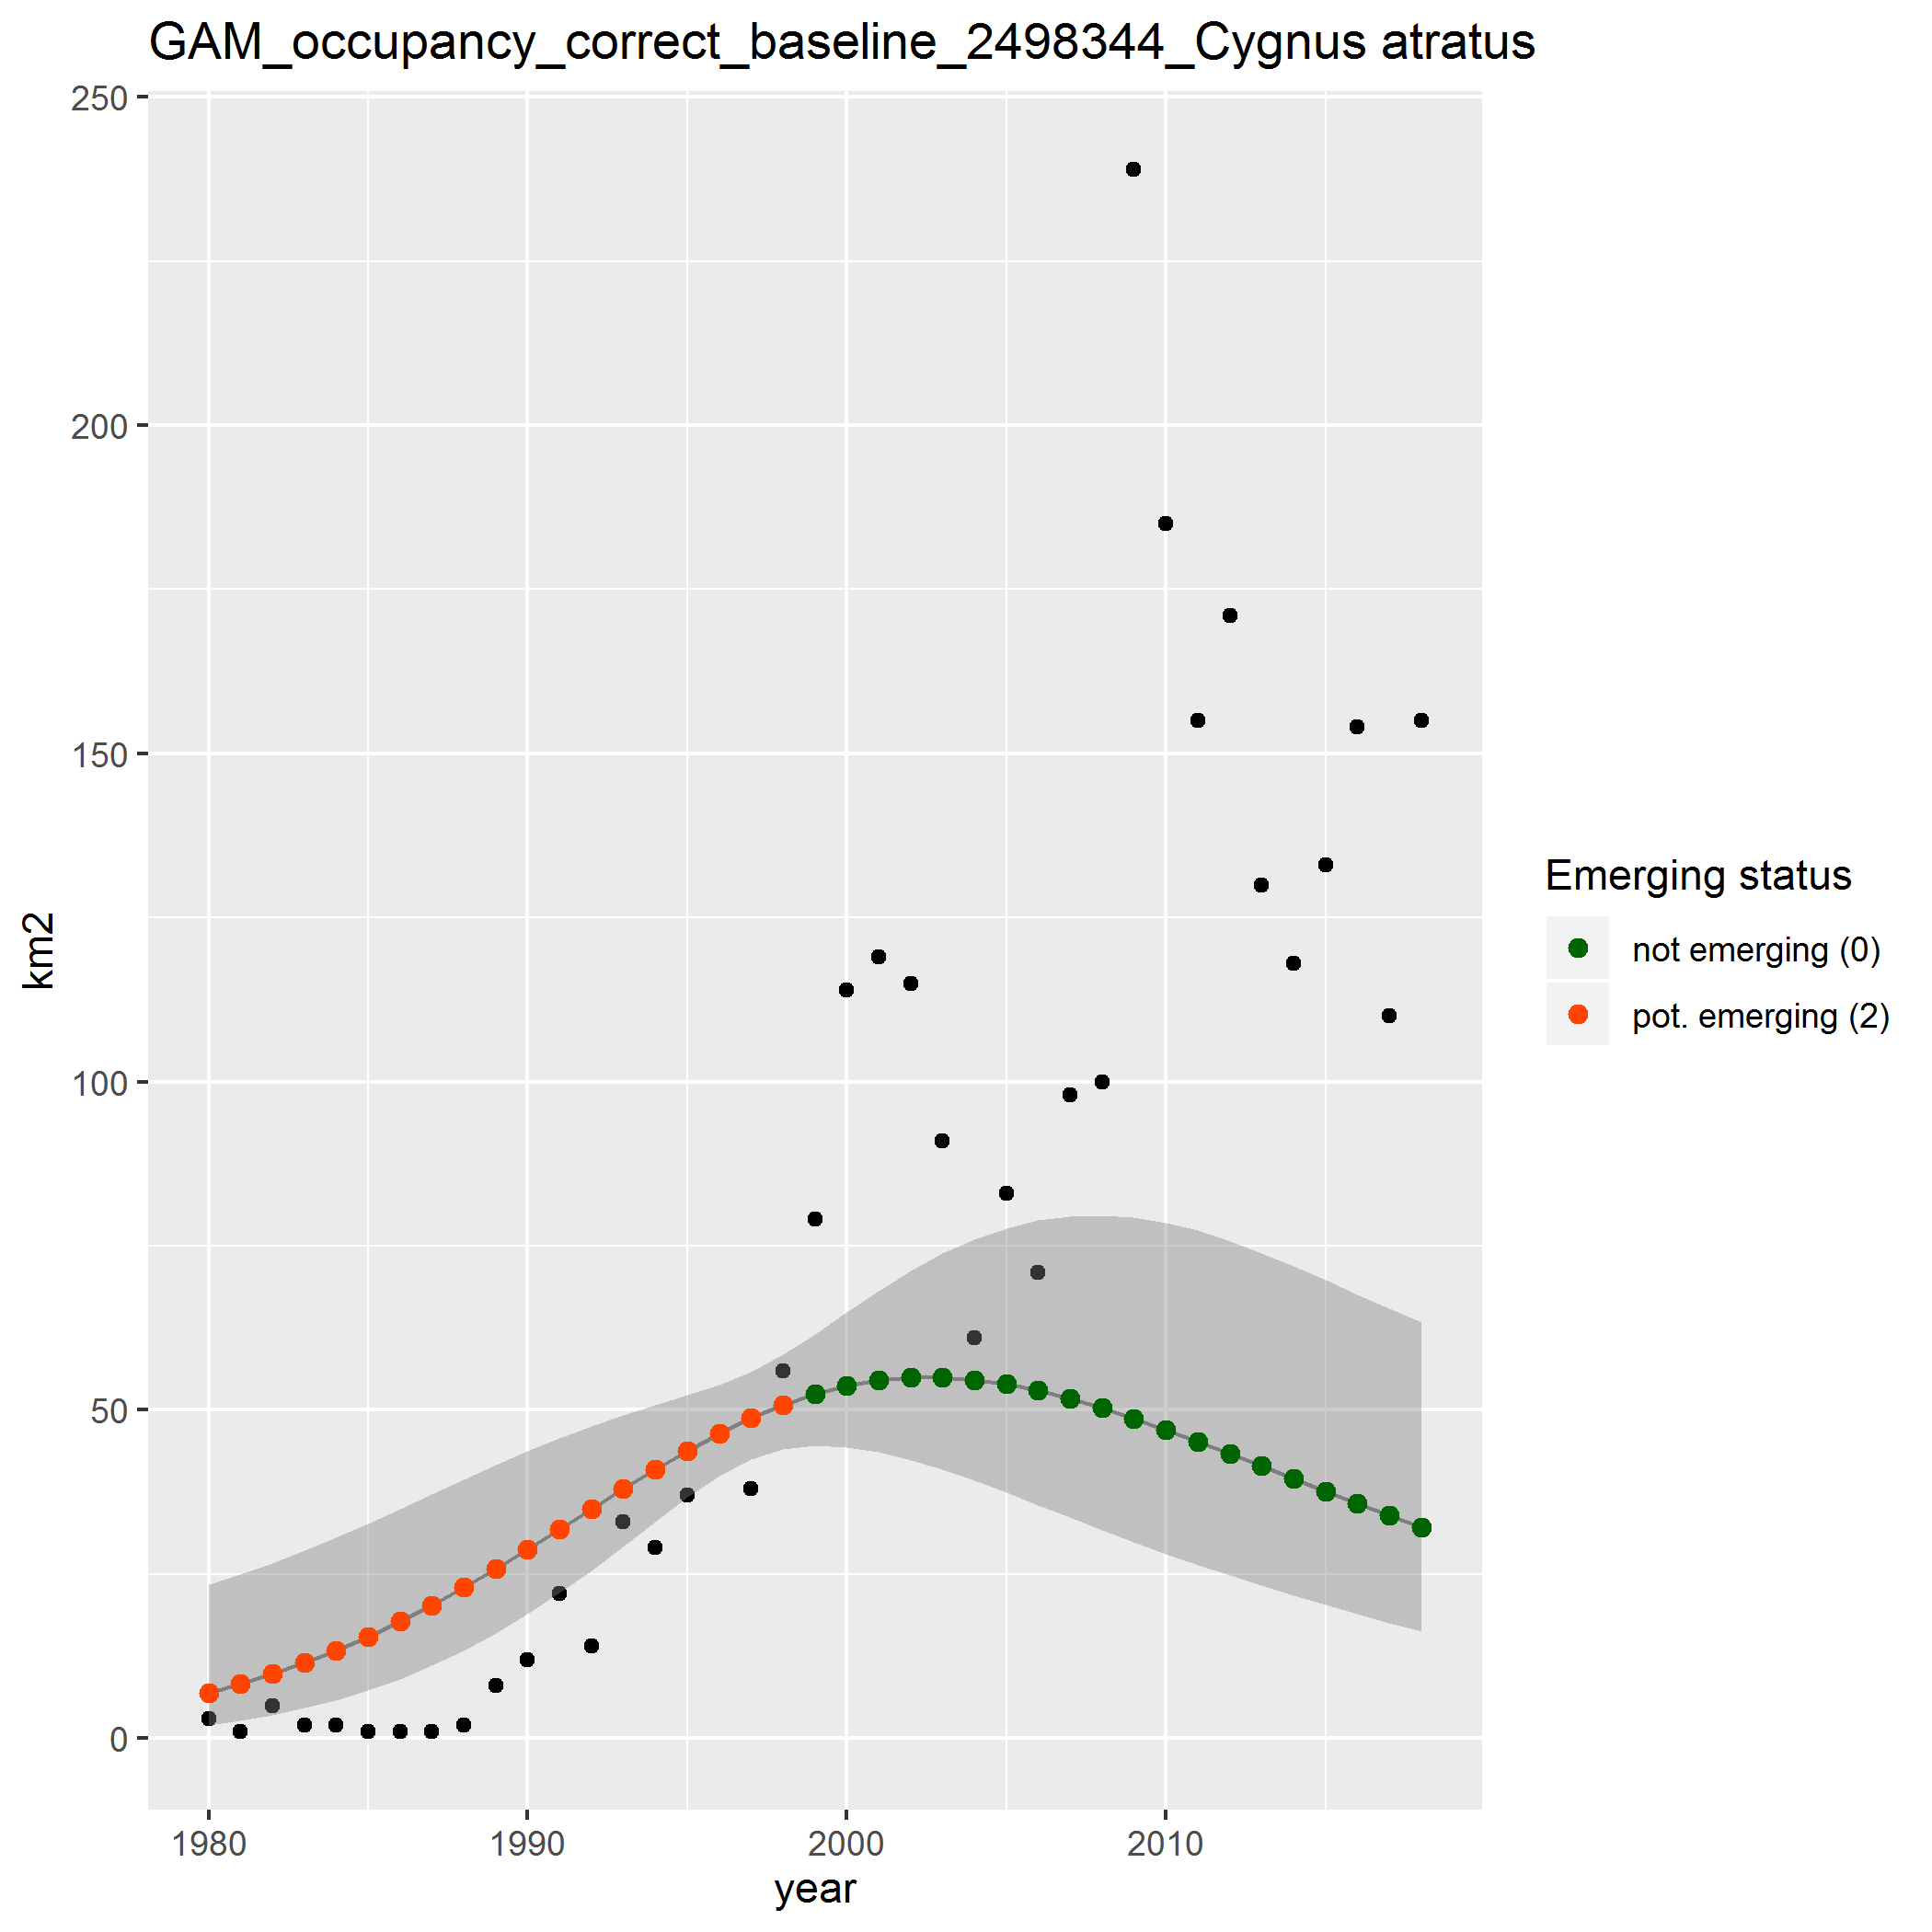 GAM_occupancy_correct_baseline_2498344_Cygnus atratus
250
200
150
100
50
0
km2
1980 1990 2000 2010
year
Emerging status
not emerging (0)
pot. emerging (2)